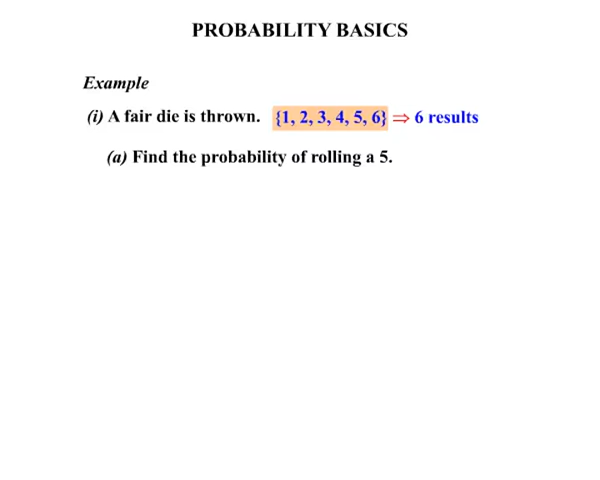 PROBABILITY BASICS
Example
(i) A fair die is thrown. {1, 2, 3, 4, 5, 6} ⇒ 6 results
(a) Find the probability of rolling a 5.